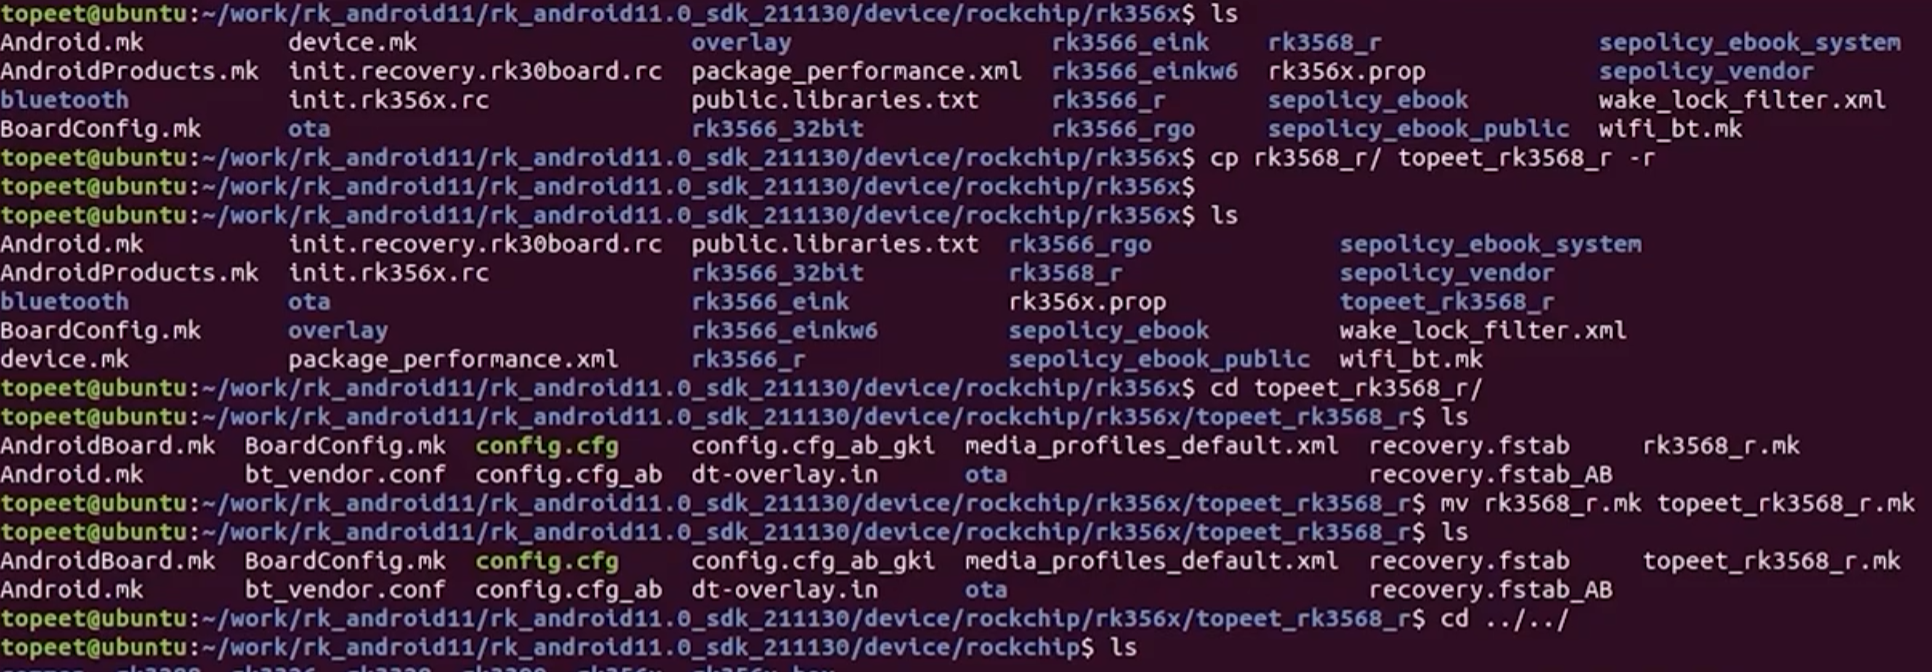 topeet@ubuntu:~/work/rk_android11/rk_android11.0_sdk_211130/device/rockchip/rk356x$ ls
Android.mk device.mk overlay rk3566_eink rk3568_r sepolicy_ebook_system
AndroidProducts.mk init.recovery.rk30board.rc package_performance.xml rk3566_einkw6 rk356x.prop sepolicy_vendor
bluetooth init.rk356x.rc public.libraries.txt rk3566_r sepolicy_ebook wake_lock_filter.xml
BoardConfig.mk ota rk3566_32bit rk3566_rgo sepolicy_ebook_public wifi_bt.mk
topeet@ubuntu:~/work/rk_android11/rk_android11.0_sdk_211130/device/rockchip/rk356x$ cp rk3568_r/ topeet_rk3568_r -r
topeet@ubuntu:~/work/rk_android11/rk_android11.0_sdk_211130/device/rockchip/rk356x$
topeet@ubuntu:~/work/rk_android11/rk_android11.0_sdk_211130/device/rockchip/rk356x$ ls
Android.mk init.recovery.rk30board.rc public.libraries.txt rk3566_rgo sepolicy_ebook_system
AndroidProducts.mk init.rk356x.rc rk3566_32bit rk3568_r sepolicy_vendor
bluetooth ota rk3566_eink rk356x.prop topeet_rk3568_r
BoardConfig.mk overlay rk3566_einkw6 sepolicy_ebook wake_lock_filter.xml
device.mk package_performance.xml rk3566_r sepolicy_ebook_public wifi_bt.mk
topeet@ubuntu:~/work/rk_android11/rk_android11.0_sdk_211130/device/rockchip/rk356x$ cd topeet_rk3568_r/
topeet@ubuntu:~/work/rk_android11/rk_android11.0_sdk_211130/device/rockchip/rk356x/topeet_rk3568_r$ ls
AndroidBoard.mk BoardConfig.mk config.cfg config.cfg_ab_gki media_profiles_default.xml recovery.fstab rk3568_r.mk
Android.mk bt_vendor.conf config.cfg_ab dt-overlay.in ota recovery.fstab_AB
topeet@ubuntu:~/work/rk_android11/rk_android11.0_sdk_211130/device/rockchip/rk356x/topeet_rk3568_r$ mv rk3568_r.mk topeet_rk3568_r.mk
topeet@ubuntu:~/work/rk_android11/rk_android11.0_sdk_211130/device/rockchip/rk356x/topeet_rk3568_r$ ls
AndroidBoard.mk BoardConfig.mk config.cfg config.cfg_ab_gki media_profiles_default.xml recovery.fstab topeet_rk3568_r.mk
Android.mk bt_vendor.conf config.cfg_ab dt-overlay.in ota recovery.fstab_AB
topeet@ubuntu:~/work/rk_android11/rk_android11.0_sdk_211130/device/rockchip/rk356x/topeet_rk3568_r$ cd ../../
topeet@ubuntu:~/work/rk_android11/rk_android11.0_sdk_211130/device/rockchip$ ls